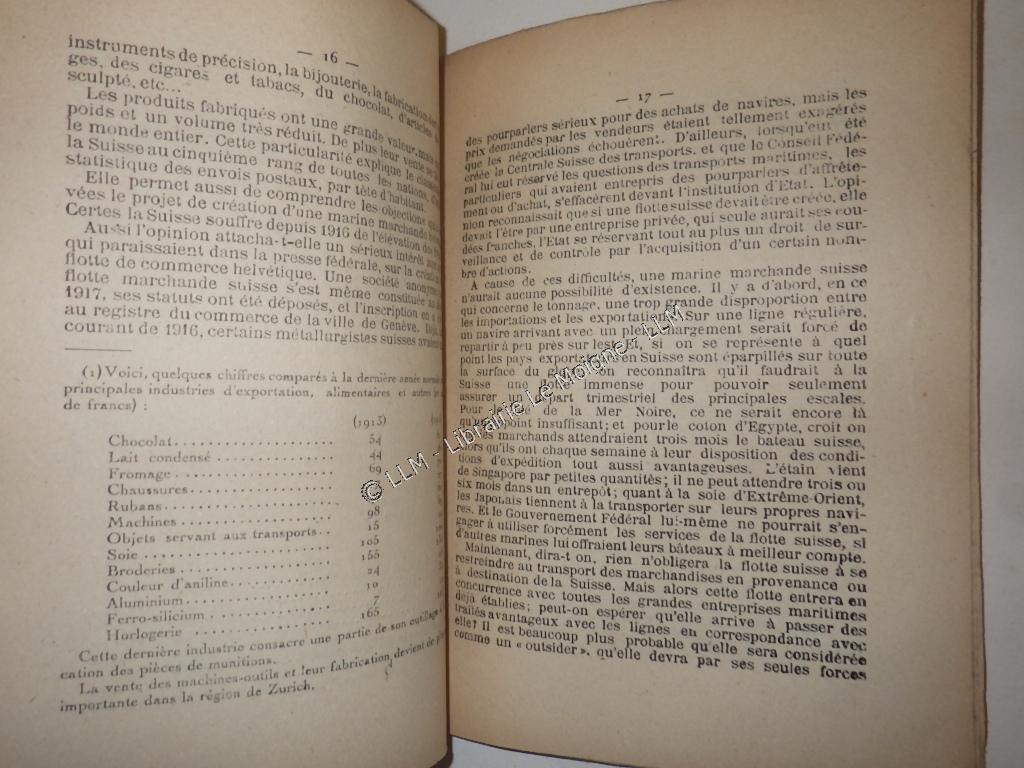 — 16 —
instruments de précision, la bijouterie, la fabrication
ges, des cigares et tabacs, du chocolat, d'articles
sculpté, etc...
Les produits fabriqués ont une grande valeur, mais
poids et un volume très réduit. De plus leur vente se
le monde entier. Cette particularité explique le
la Suisse au cinquième rang de toutes les nations,
statistique des envois postaux, par tête d'habitant.
Elle permet aussi de comprendre les objections
vées le projet de création d'une marine marchande
Certes la Suisse souffre depuis 1916 de l'élévation des
Aussi l'opinion attacha-t-elle un sérieux intérêt
qui paraissaient dans la presse fédérale, sur la
flotte de commerce helvétique. Une société anonyme
flotte marchande suisse s'est même constituée
1917, ses statuts ont été déposés, et l'inscription en
au registre du commerce de la ville de Genève.
courant de 1916, certains métallurgistes suisses
(1) Voici, quelques chiffres comparés à la dernière année
principales industries d'exportation, alimentaires et autres
de francs) :
(1913)
Chocolat 54
Lait condensé 44
Fromage 69
Chaussures
Rubans
Machines 98
Objets servant aux transports 15
Soie 105
Broderies 155
Couleur d'aniline 24
Aluminium 10
Ferro-silicium 7
Horlogerie 165
Cette dernière industrie consacre une partie de son outillage
cation des pièces de munitions.
La vente des machines-outils et leur fabrication, devient de
importante dans la région de Zurich.
— 17 —
des pourparlers sérieux pour des achats de navires, mais les
prix demandés par les vendeurs étaient tellement exagérés
que les négociations échouèrent. D'ailleurs, lorsqu'eut été
créée la Centrale Suisse des transports, et que le Conseil Fédé-
ral lui eut réservé les questions des transports maritimes, les
particuliers qui avaient entrepris des pourparlers d'affrête-
ment ou d'achat, s'effacèrent devant l'institution d'Etat. L'opi-
nion reconnaissait que si une flotte suisse devait être créée, elle
devait l'être par une entreprise privée, qui seule aurait ses cou-
dées franches, l'Etat se réservant tout au plus un droit de sur-
veillance et de contrôle par l'acquisition d'un certain nom-
bre d'actions.
A cause de ces difficultés, une marine marchande suisse
n'aurait aucune possibilité d'existence. Il y a d'abord, en ce
qui concerne le tonnage, une trop grande disproportion entre
les importations et les exportations. Sur une ligne régulière,
un navire arrivant avec un plein chargement serait forcé de
repartir à peu près sur lest. Et, si on se représente à quel
point les pays exportateurs en Suisse sont éparpillés sur toute
la surface du globe, on reconnaîtra qu'il faudrait à la
Suisse une flotte immense pour pouvoir seulement
assurer un départ trimestriel des principales escales.
Pour le blé de la Mer Noire, ce ne serait encore là
qu'un appoint insuffisant; et pour le coton d'Egypte, croit on
que les marchands attendraient trois mois le bateau suisse,
alors qu'ils ont chaque semaine à leur disposition des condi-
tions d'expédition tout aussi avantageuses. L'étain vient
de Singapore par petites quantités; il ne peut attendre trois ou
six mois dans un entrepôt; quant à la soie d'Extrême-Orient,
les Japonais tiennent à la transporter sur leurs propres navi-
res. Et le Gouvernement Fédéral lui-même ne pourrait s'en-
gager à utiliser forcément les services de la flotte suisse, si
d'autres marines lui offraient leurs bâteaux à meilleur compte.
Maintenant, dira-t on, rien n'obligera la flotte suisse à se
restreindre au transport des marchandises en provenance ou
à destination de la Suisse. Mais alors cette flotte entrera en
concurrence avec toutes les grandes entreprises maritimes
déjà établies; peut-on espérer qu'elle arrive à passer des
traités avantageux avec les lignes en correspondance avec
elle? Il est beaucoup plus probable qu'elle sera considérée
comme un « outsider », qu'elle devra par ses seules forces
© LLM - Librairie Le Moîgne - LLM